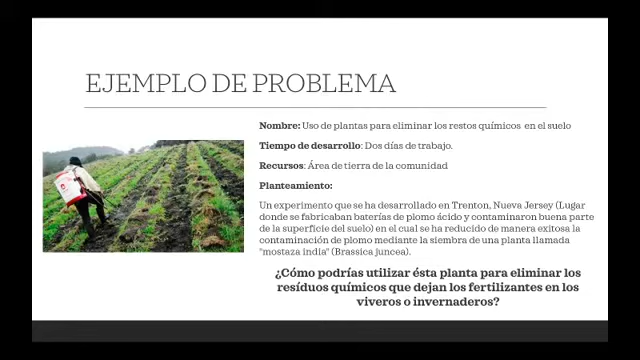 EJEMPLO DE PROBLEMA
Nombre: Uso de plantas para eliminar los restos químicos en el suelo
Tiempo de desarrollo: Dos días de trabajo.
Recursos: Área de tierra de la comunidad
Planteamiento:
Un experimento que se ha desarrollado en Trenton, Nueva Jersey (Lugar
donde se fabricaban baterías de plomo ácido y contaminaron buena parte
de la superficie del suelo) en el cual se ha reducido de manera exitosa la
contaminación de plomo mediante la siembra de una planta llamada
"mostaza india" (Brassica juncea).
¿Cómo podrías utilizar ésta planta para eliminar los
resíduos químicos que dejan los fertilizantes en los
viveros o invernaderos?